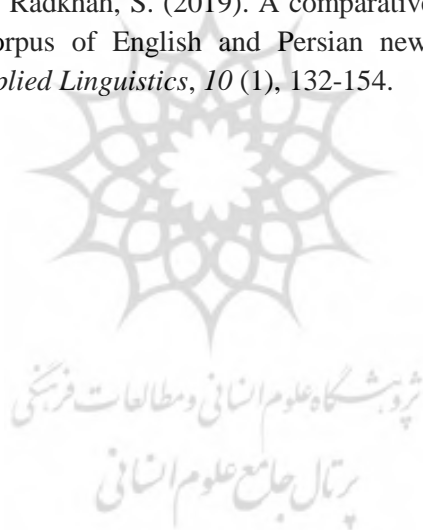 Radkhah, S. (2019). A comparative
orpus of English and Persian new
plied Linguistics, 10 (1), 132-154.
پژوهشگاه علوم انسانی و مطالعات فرهنگی
پرتال جامع علوم انسانی